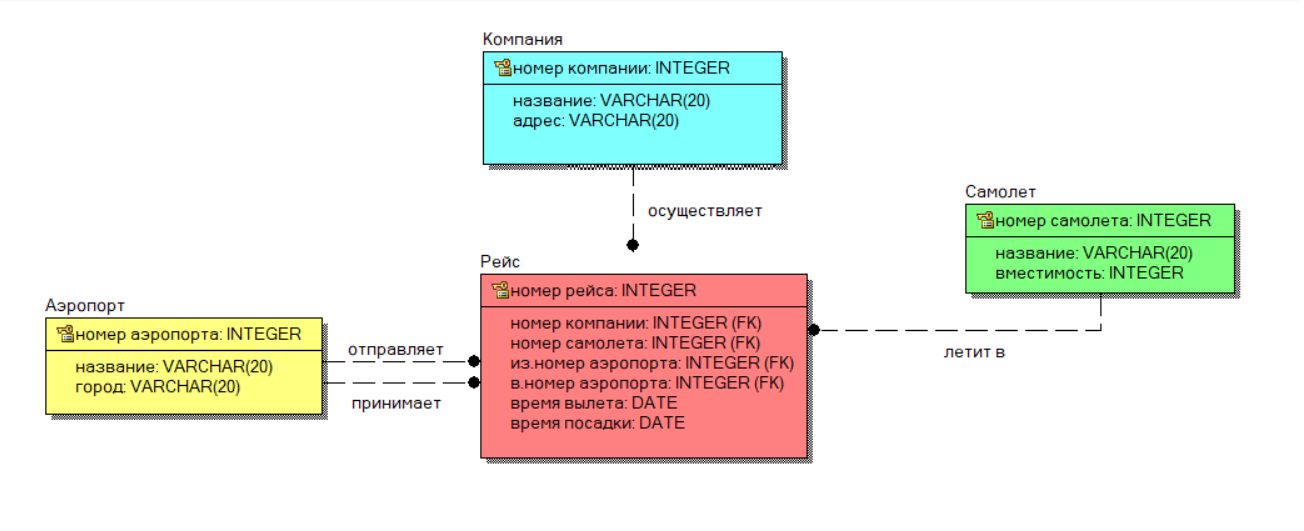 Компания
номер компании: INTEGER
название: VARCHAR(20)
адрес: VARCHAR(20)
осуществляет
Самолет
номер самолета: INTEGER
название: VARCHAR(20)
вместимость: INTEGER
летит в
Рейс
номер рейса: INTEGER
номер компании: INTEGER (FK)
номер самолета: INTEGER (FK)
из.номер аэропорта: INTEGER (FK)
в.номер аэропорта: INTEGER (FK)
время вылета: DATE
время посадки: DATE
Аэропорт
номер аэропорта: INTEGER
название: VARCHAR(20)
город: VARCHAR(20)
отправляет
принимает